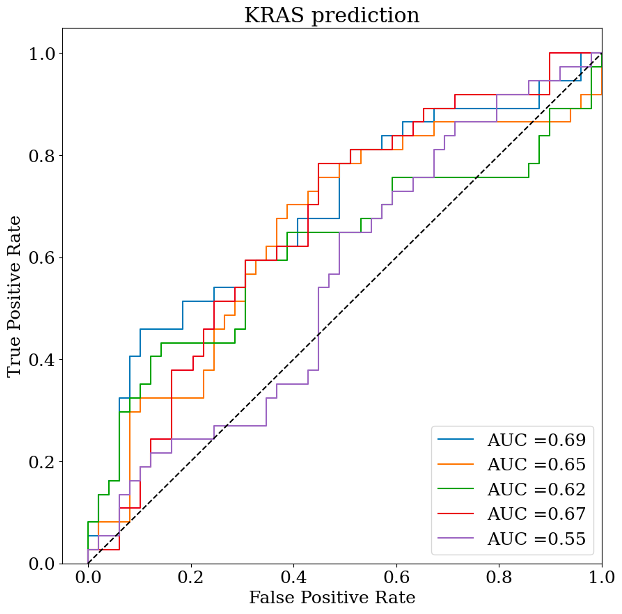 KRAS prediction
1.0
0.8
0.6
0.4
0.2
0.0
True Positive Rate
AUC =0.69
AUC =0.65
AUC =0.62
AUC =0.67
AUC =0.55
0.0 0.2 0.4 0.6 0.8 1.0
False Positive Rate